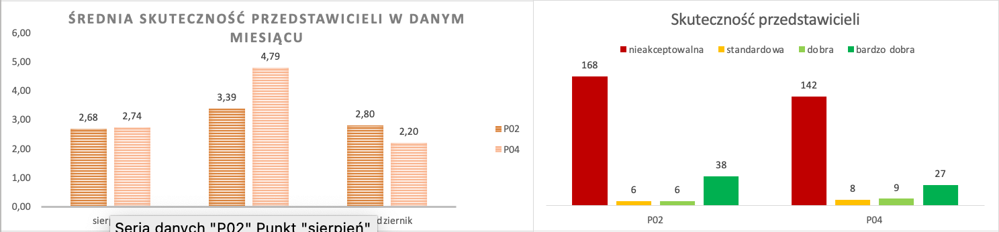 ŚREDNIA SKUTECZNOŚĆ PRZEDSTAWICIELI W DANYM
MIESIĄCU
6,00
5,00
4,00
3,00
2,00
1,00
0,00
2,68
2,74
3,39
4,79
2,80
2,20
P02
P04
sierp
dziernik
Seria danych "P02" Punkt "sierpień"
Skuteczność przedstawicieli
nieakceptowalna
standardowa
dobra
bardzo dobra
168
6
6
38
142
8
9
27
P02
P04